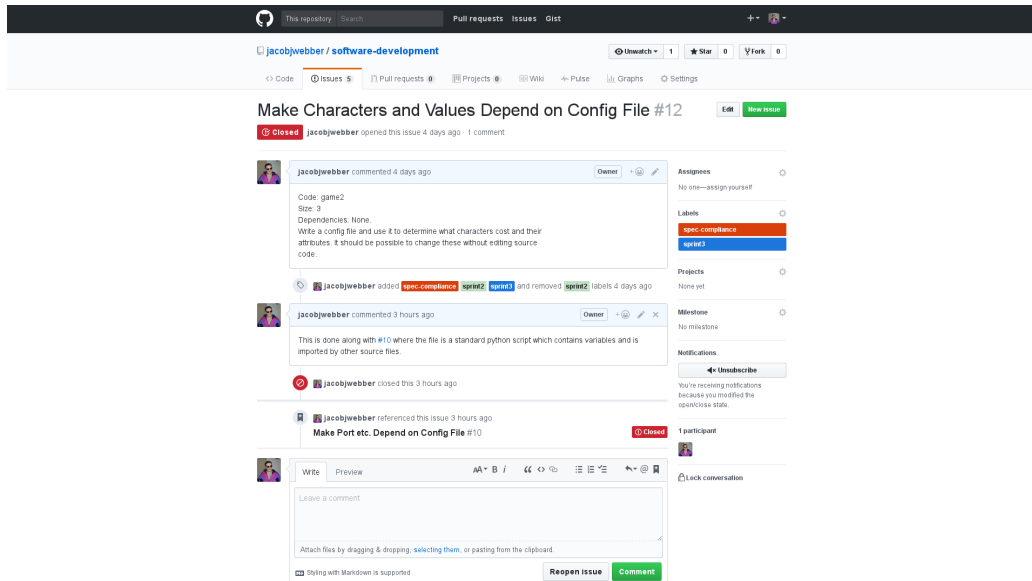 This repository Search Pull requests Issues Gist
jacobjwebber / software-development Unwatch 1 Star 0 Fork 0
Code Issues 5 Pull requests 0 Projects 0 Wiki Pulse Graphs Settings
Make Characters and Values Depend on Config File #12 Edit New issue
Closed jacobjwebber opened this issue 4 days ago · 1 comment
jacobjwebber commented 4 days ago Owner
Code: game2
Size: 3
Dependencies: None.
Write a config file and use it to determine what characters cost and their
attributes. It should be possible to change these without editing source
code.
jacobjwebber added spec-compliance sprint2 sprint3 and removed sprint2 labels 4 days ago
jacobjwebber commented 3 hours ago Owner
This is done along with #10 where the file is a standard python script which contains variables and is
imported by other source files.
jacobjwebber closed this 3 hours ago
jacobjwebber referenced this issue 3 hours ago
Make Port etc. Depend on Config File #10 Closed
Write Preview AA B i
Leave a comment
Attach files by dragging & dropping, selecting them, or pasting from the clipboard.
Styling with Markdown is supported
Reopen issue Comment
Assignees
No one—assign yourself
Labels
spec-compliance
sprint3
Projects
None yet
Milestone
No milestone
Notifications
Unsubscribe
You're receiving notifications
because you modified the
open/close state.
1 participant
Lock conversation